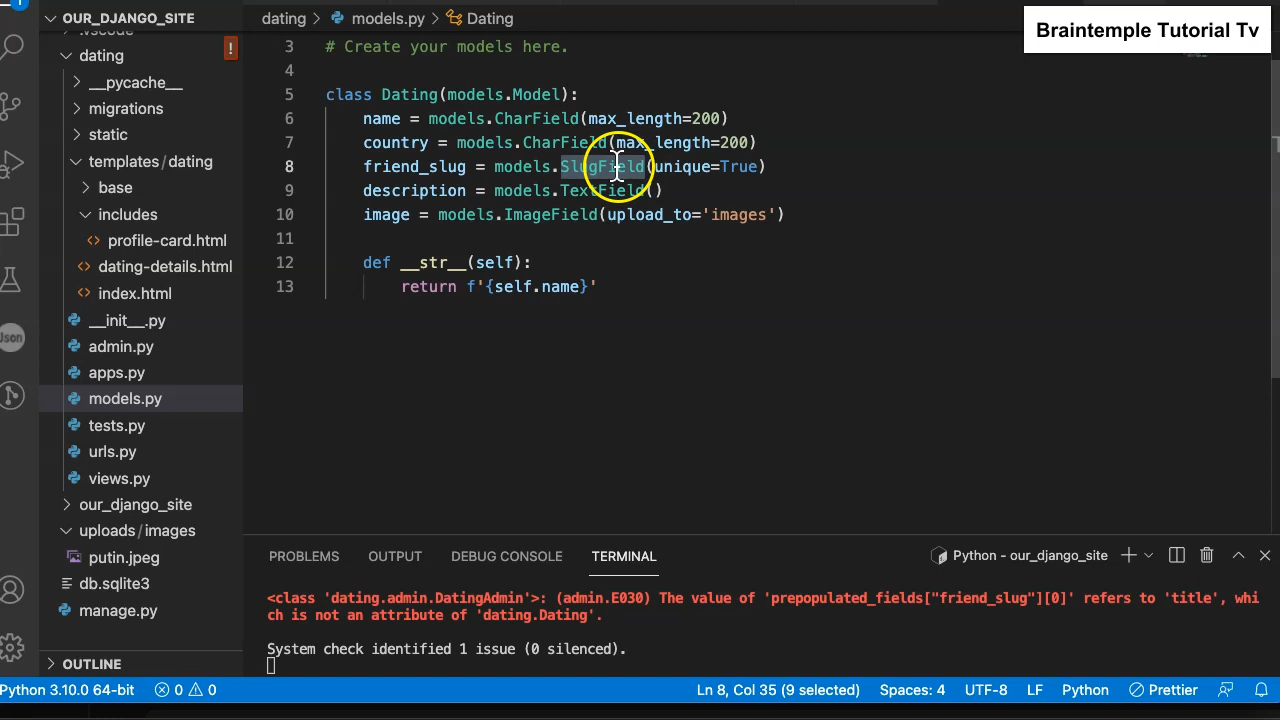 1
OUR_DJANGO_SITE
dating > models.py > Dating
Braintemple Tutorial Tv
dating
!
__pycache__
migrations
static
templates/dating
base
includes
profile-card.html
dating-details.html
index.html
__init__.py
admin.py
apps.py
models.py
tests.py
urls.py
views.py
our_django_site
uploads/images
putin.jpeg
db.sqlite3
manage.py
OUTLINE
Json
3 # Create your models here.
4
5 class Dating(models.Model):
6 name = models.CharField(max_length=200)
7 country = models.CharField(max_length=200)
8 friend_slug = models.SlugField(unique=True)
9 description = models.TextField()
10 image = models.ImageField(upload_to='images')
11
12 def __str__(self):
13 return f'{self.name}'
PROBLEMS OUTPUT DEBUG CONSOLE TERMINAL Python - our_django_site
<class 'dating.admin.DatingAdmin'>: (admin.E030) The value of 'prepopulated_fields["friend_slug"][0]' refers to 'title', whi
ch is not an attribute of 'dating.Dating'.
System check identified 1 issue (0 silenced).
Python 3.10.0 64-bit 0 0 Ln 8, Col 35 (9 selected) Spaces: 4 UTF-8 LF Python Prettier